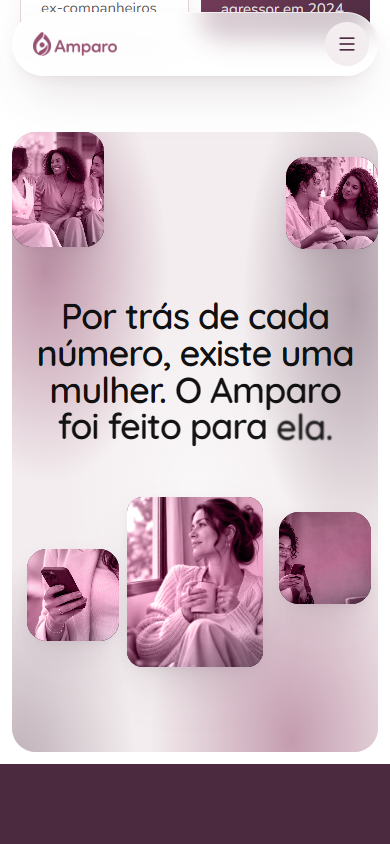 ex-companheiros
agressor em 2024
Amparo
Por trás de cada
número, existe uma
mulher. O Amparo
foi feito para ela.